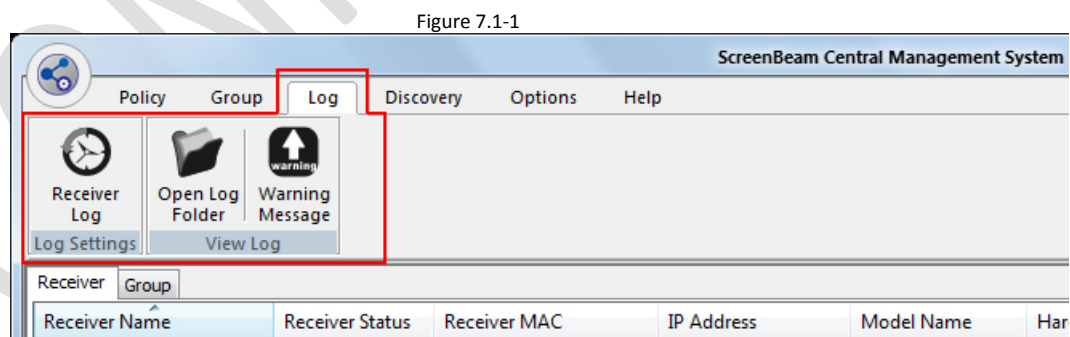 Figure 7.1-1
ScreenBeam Central Management System
Policy Group Log Discovery Options Help
warning
Receiver Log
Open Log Folder
Warning Message
Log Settings
View Log
Receiver Group
Receiver Name Receiver Status Receiver MAC IP Address Model Name